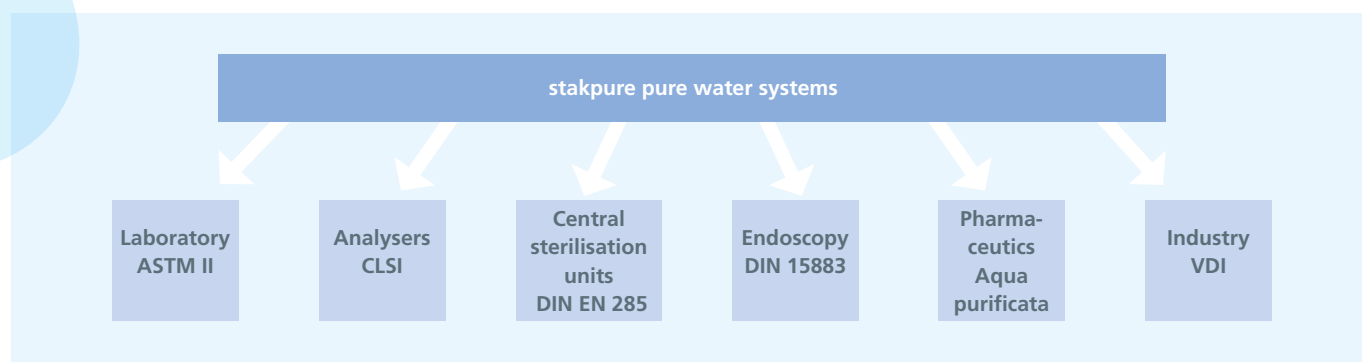 stakpure pure water systems
Laboratory
ASTM II
Analysers
CLSI
Central
sterilisation
units
DIN EN 285
Endoscopy
DIN 15883
Pharma-
ceutics
Aqua
purificata
Industry
VDI